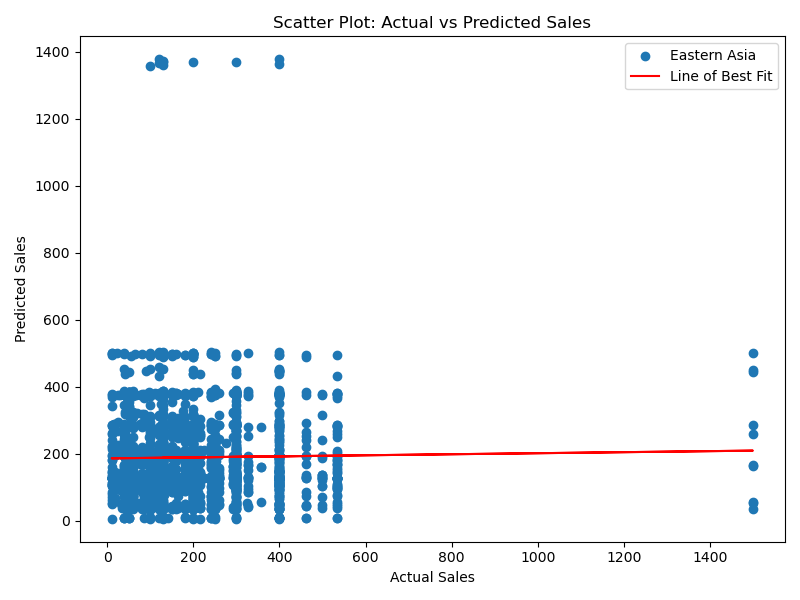 Scatter Plot: Actual vs Predicted Sales
Eastern Asia
Line of Best Fit
Predicted Sales
1400
1200
1000
800
600
400
200
0
0 200 400 600 800 1000 1200 1400
Actual Sales